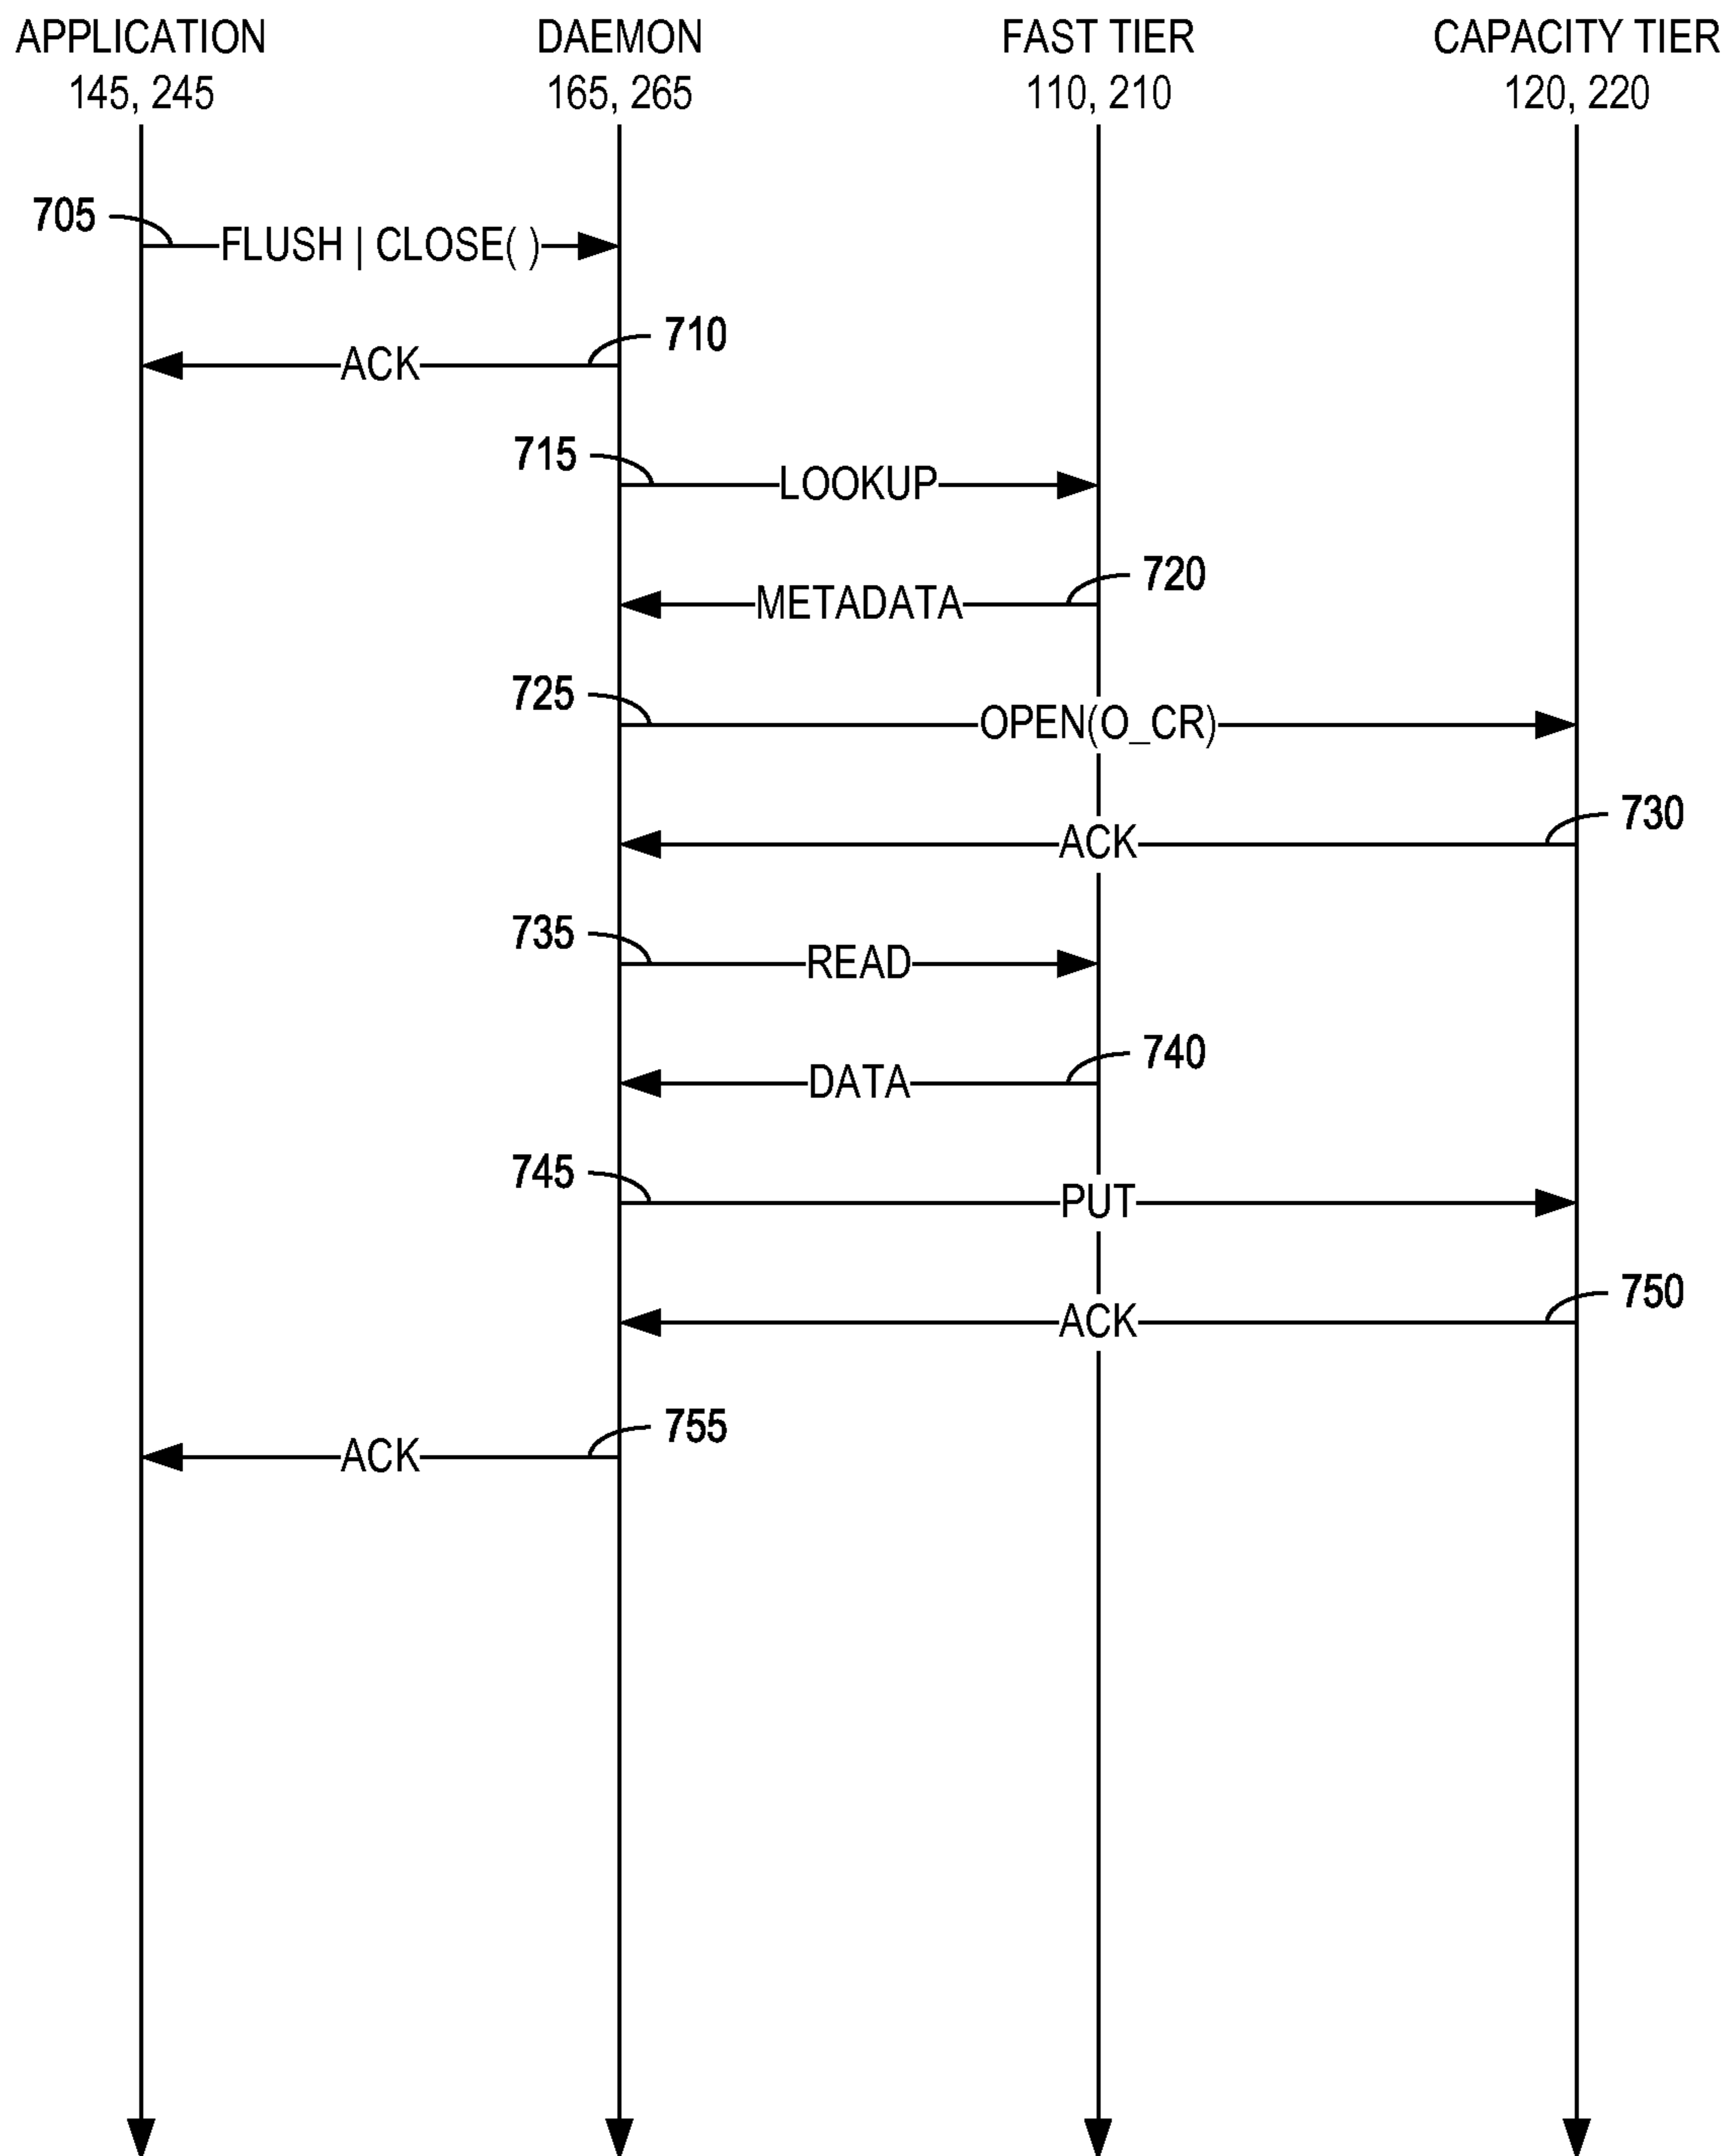 APPLICATION
145, 245
DAEMON
165, 265
FAST TIER
110, 210
CAPACITY TIER
120, 220
705
FLUSH | CLOSE( )
710
ACK
715
LOOKUP
720
METADATA
725
OPEN(O_CR)
730
ACK
735
READ
740
DATA
745
PUT
750
ACK
755
ACK